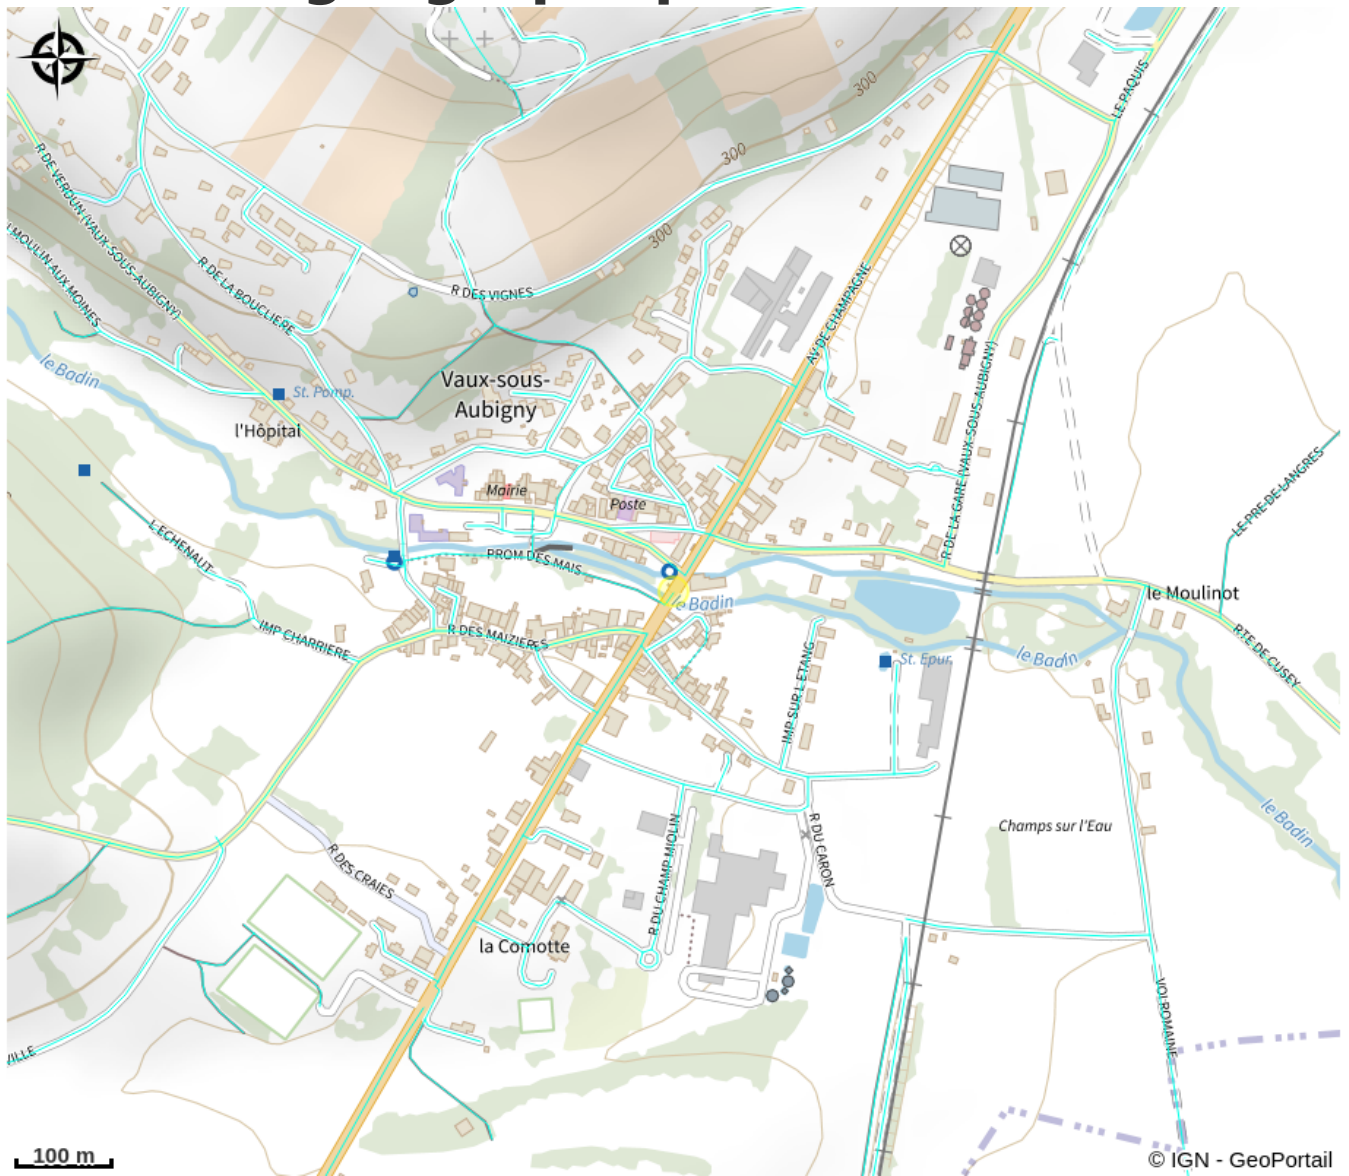 300
LE PAQUIS
R DE VERDUN (VAUX-SOUS-AUBIGNY)
300
MOULIN AUX MOINES
R DE LA BOUCLIERE
300
R DES VIGNES
AV DE CHAMPAGNE
le Badin
St. Pomp.
Vaux-sous-
Aubigny
l'Hôpital
R DE LA GARE (VAUX-SOUS-AUBIGNY)
LE PRE DE LANGRES
Mairie
Poste
L'ECHENAUT
PROM DES MAIS
le Badin
le Moulinot
IMP CHARRIERE
R DES MAIZIERES
IMP SUR L'ETANG
St. Epur.
le Badin
RTE DE CUSEY
le Badin
Champs sur l'Eau
R DES CRAIES
R DU CHAMP MIOLIN
R DU CARON
la Comotte
VOI ROMAINE
VILLE
100 m
© IGN - GeoPortail